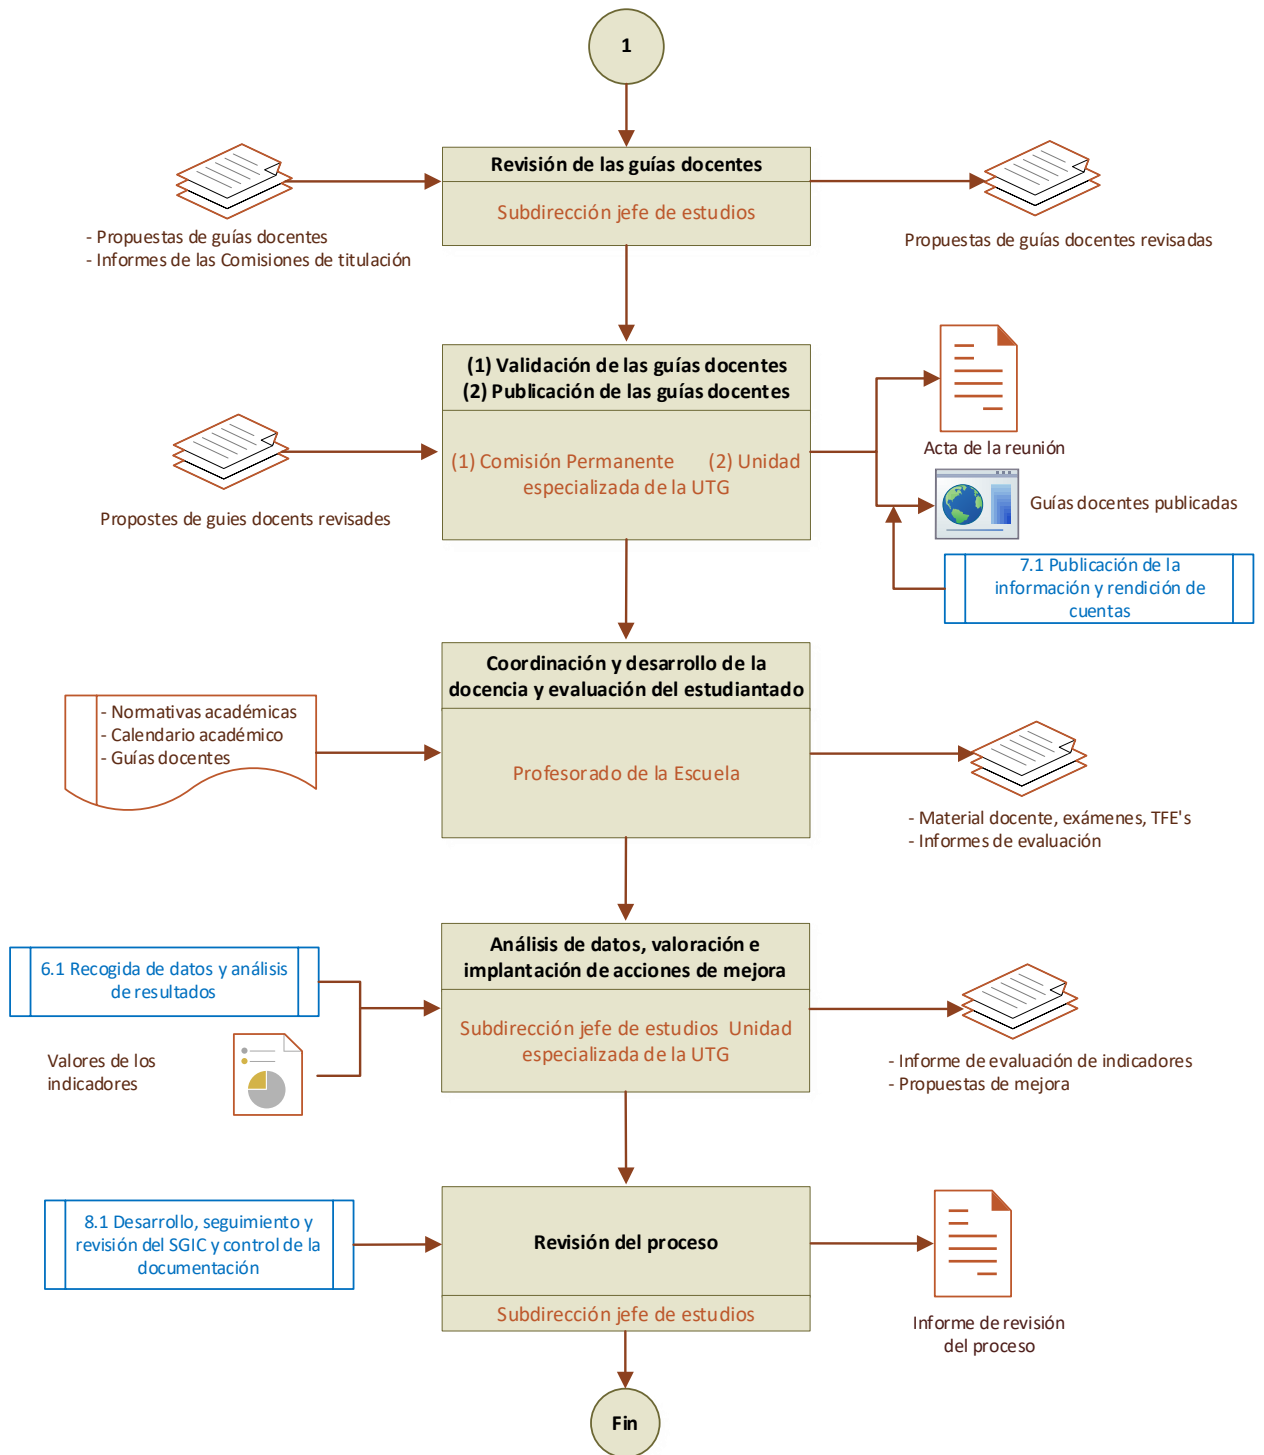 1
Revisión de las guías docentes
Subdirección jefe de estudios
- Propuestas de guías docentes
- Informes de las Comisiones de titulación
Propuestas de guías docentes revisadas
(1) Validación de las guías docentes
(2) Publicación de las guías docentes
(1) Comisión Permanente (2) Unidad
especializada de la UTG
Propostes de guies docents revisades
Acta de la reunión
Guías docentes publicadas
7.1 Publicación de la
información y rendición de
cuentas
Coordinación y desarrollo de la
docencia y evaluación del estudiantado
Profesorado de la Escuela
- Normativas académicas
- Calendario académico
- Guías docentes
- Material docente, exámenes, TFE's
- Informes de evaluación
Análisis de datos, valoración e
implantación de acciones de mejora
Subdirección jefe de estudios Unidad
especializada de la UTG
6.1 Recogida de datos y análisis
de resultados
Valores de los
indicadores
- Informe de evaluación de indicadores
- Propuestas de mejora
8.1 Desarrollo, seguimiento y
revisión del SGIC y control de la
documentación
Revisión del proceso
Subdirección jefe de estudios
Informe de revisión
del proceso
Fin